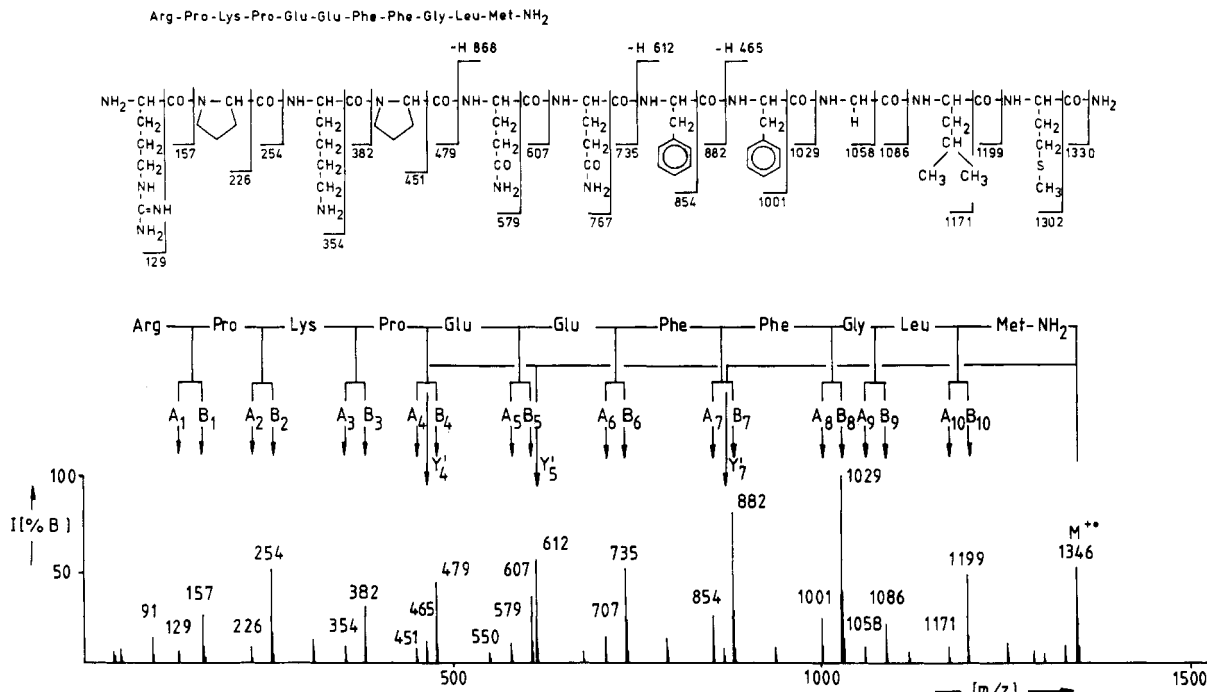 Arg-Pro-Lys-Pro-Glu-Glu-Phe-Phe-Gly-Leu-Met-NH2
-H 868 -H 612 -H 465
NH2-CH-CO-N-CH-CO-NH-CH-CO-N-CH-CO-NH-CH-CO-NH-CH-CO-NH-CH-CO-NH-CH-CO-NH-CH-CO-NH-CH-CO-NH-CH-CO-NH2
CH2 CH2 CH2 CH2 CH2 CH2 H CH2 CH2
157 254 382 479 607 735 882 1029 1058 1086 1199 1330
CH2 CH2 CH2 CH2 CH CH2
CH2 226 CH2 451 CO CO S
NH CH2 NH2 NH2 CH3 CH3 CH3
C=NH NH2 579 767 854 1001 1171 1302
NH2 354
129
Arg Pro Lys Pro Glu Glu Phe Phe Gly Leu Met-NH2
A1 B1 A2 B2 A3 B3 A4 B4 A5 B5 A6 B6 A7 B7 A8 B8 A9 B9 A10 B10
Y'4 Y'5 Y'7
100
I[% B]
50
91 129 157 226 254 354 382 451 465 479 550 579 607 612 707 735 854 882 1001 1029 1058 1086 1171 1199 1346
M+•
500 1000 1500
[m/z]